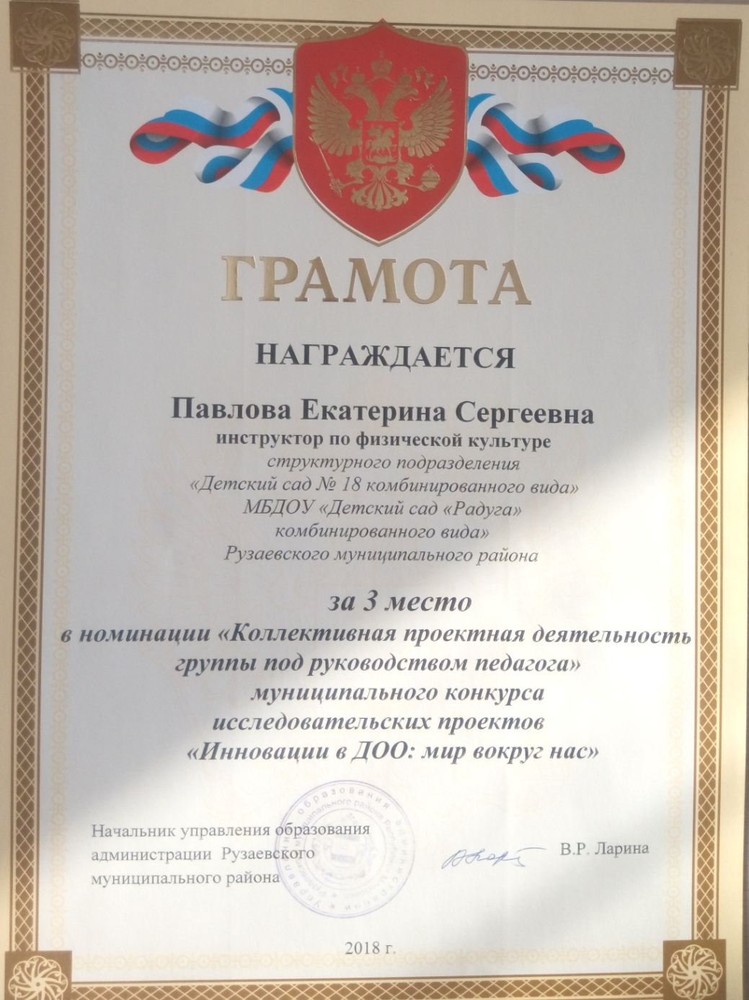 ГРАМОТА
НАГРАЖДАЕТСЯ
Павлова Екатерина Сергеевна
инструктор по физической культуре
структурного подразделения
«Детский сад № 18 комбинированного вида»
МБДОУ «Детский сад «Радуга»
комбинированного вида»
Рузаевского муниципального района
за 3 место
в номинации «Коллективная проектная деятельность
группы под руководством педагога»
муниципального конкурса
исследовательских проектов
«Инновации в ДОО: мир вокруг нас»
Начальник управления образования
администрации Рузаевского
муниципального района
В.Р. Ларина
2018 г.